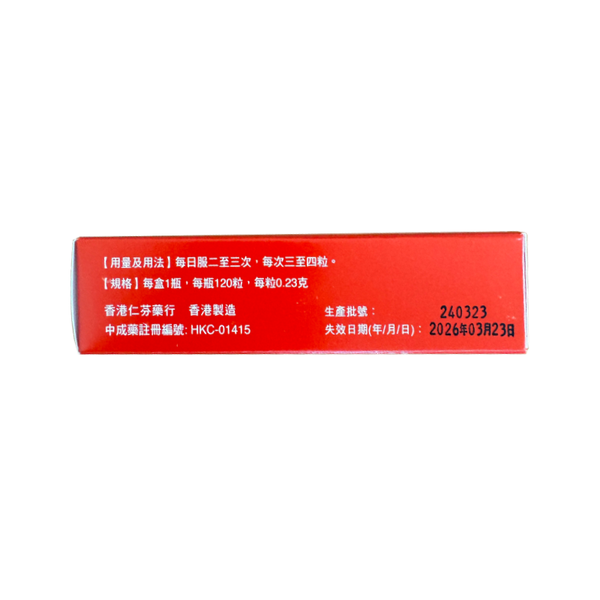 【用量及用法】每日服二至三次，每次三至四粒。
【規格】每盒1瓶，每瓶120粒，每粒0.23克
香港仁芬藥行 香港製造
中成藥註冊編號: HKC-01415
生產批號： 240323
失效日期(年/月/日)： 2026年03月23日